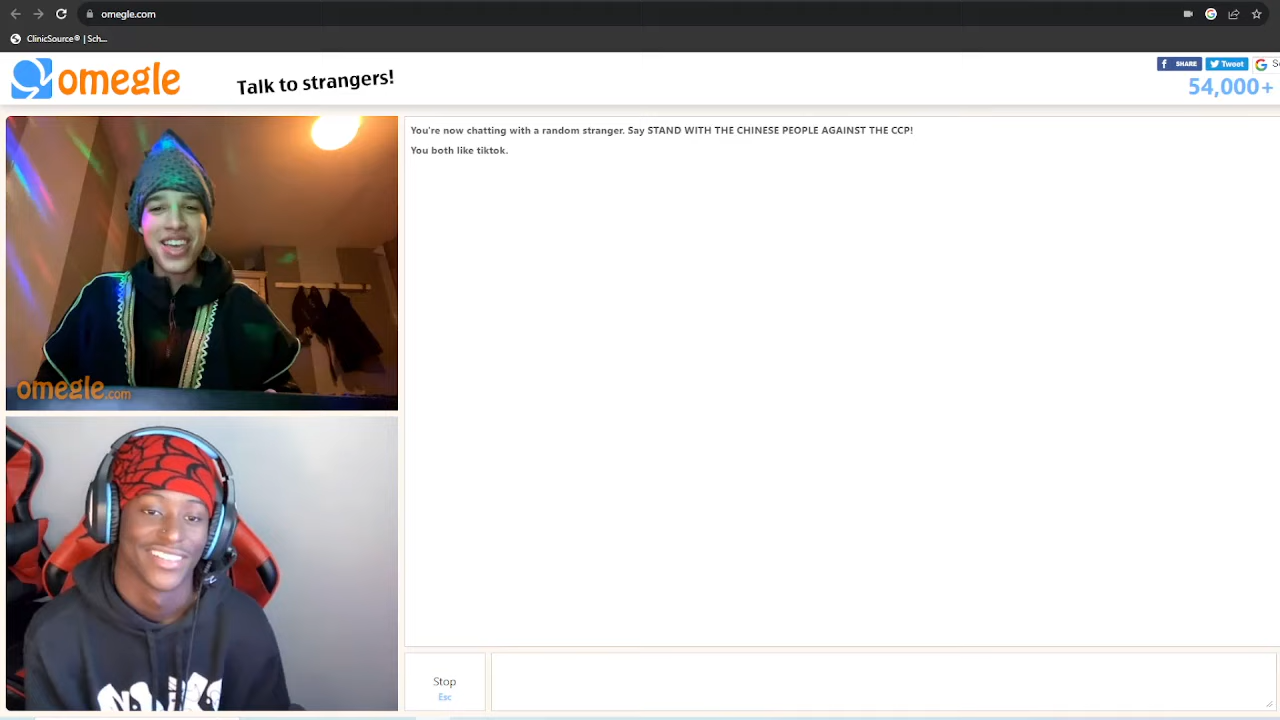 omegle.com
ClinicSource® | Sch...
omegle
Talk to strangers!
SHARE
Tweet
54,000+
You're now chatting with a random stranger. Say STAND WITH THE CHINESE PEOPLE AGAINST THE CCP!
You both like tiktok.
omegle.com
Stop
Esc